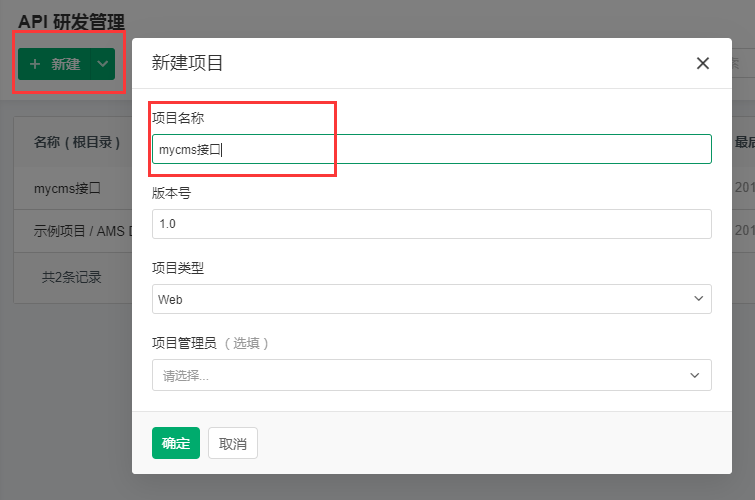 API 研发管理
+ 新建
新建项目
项目名称
名称 ( 根目录 )
最后
mycms接口
版本号
mycms接口
201
1.0
示例项目 / AMS
201
项目类型
共2条记录
Web
项目管理员 ( 选填 )
请选择...
确定 取消